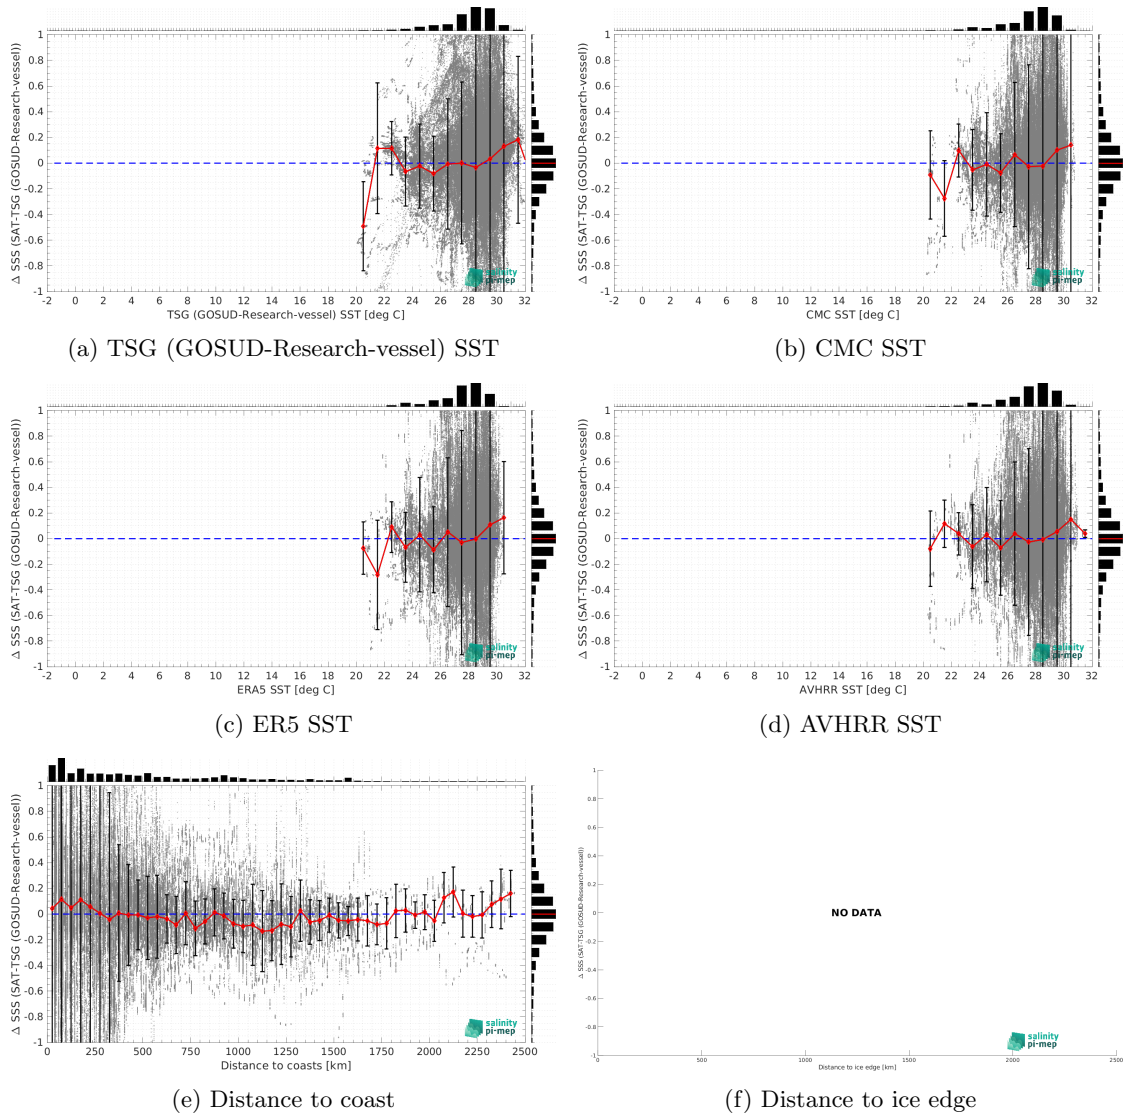 Δ SSS (SAT-TSG (GOSUD-Research-vessel))
1
0.8
0.6
0.4
0.2
0
-0.2
-0.4
-0.6
-0.8
-1
salinity
pi-mep
-2 0 2 4 6 8 10 12 14 16 18 20 22 24 26 28 30 32
TSG (GOSUD-Research-vessel) SST [deg C]
(a) TSG (GOSUD-Research-vessel) SST
Δ SSS (SAT-TSG (GOSUD-Research-vessel))
1
0.8
0.6
0.4
0.2
0
-0.2
-0.4
-0.6
-0.8
-1
salinity
pi-mep
-2 0 2 4 6 8 10 12 14 16 18 20 22 24 26 28 30 32
CMC SST [deg C]
(b) CMC SST
Δ SSS (SAT-TSG (GOSUD-Research-vessel))
1
0.8
0.6
0.4
0.2
0
-0.2
-0.4
-0.6
-0.8
-1
salinity
pi-mep
-2 0 2 4 6 8 10 12 14 16 18 20 22 24 26 28 30 32
ERA5 SST [deg C]
(c) ER5 SST
Δ SSS (SAT-TSG (GOSUD-Research-vessel))
1
0.8
0.6
0.4
0.2
0
-0.2
-0.4
-0.6
-0.8
-1
salinity
pi-mep
-2 0 2 4 6 8 10 12 14 16 18 20 22 24 26 28 30 32
AVHRR SST [deg C]
(d) AVHRR SST
Δ SSS (SAT-TSG (GOSUD-Research-vessel))
1
0.8
0.6
0.4
0.2
0
-0.2
-0.4
-0.6
-0.8
-1
salinity
pi-mep
0 250 500 750 1000 1250 1500 1750 2000 2250 2500
Distance to coasts [km]
(e) Distance to coast
Δ SSS (SAT-TSG (GOSUD-Research-vessel))
1
0.8
0.6
0.4
0.2
0
-0.2
-0.4
-0.6
-0.8
-1
NO DATA
salinity
pi-mep
0 500 1000 1500 2000 2500
Distance to ice edge [km]
(f) Distance to ice edge